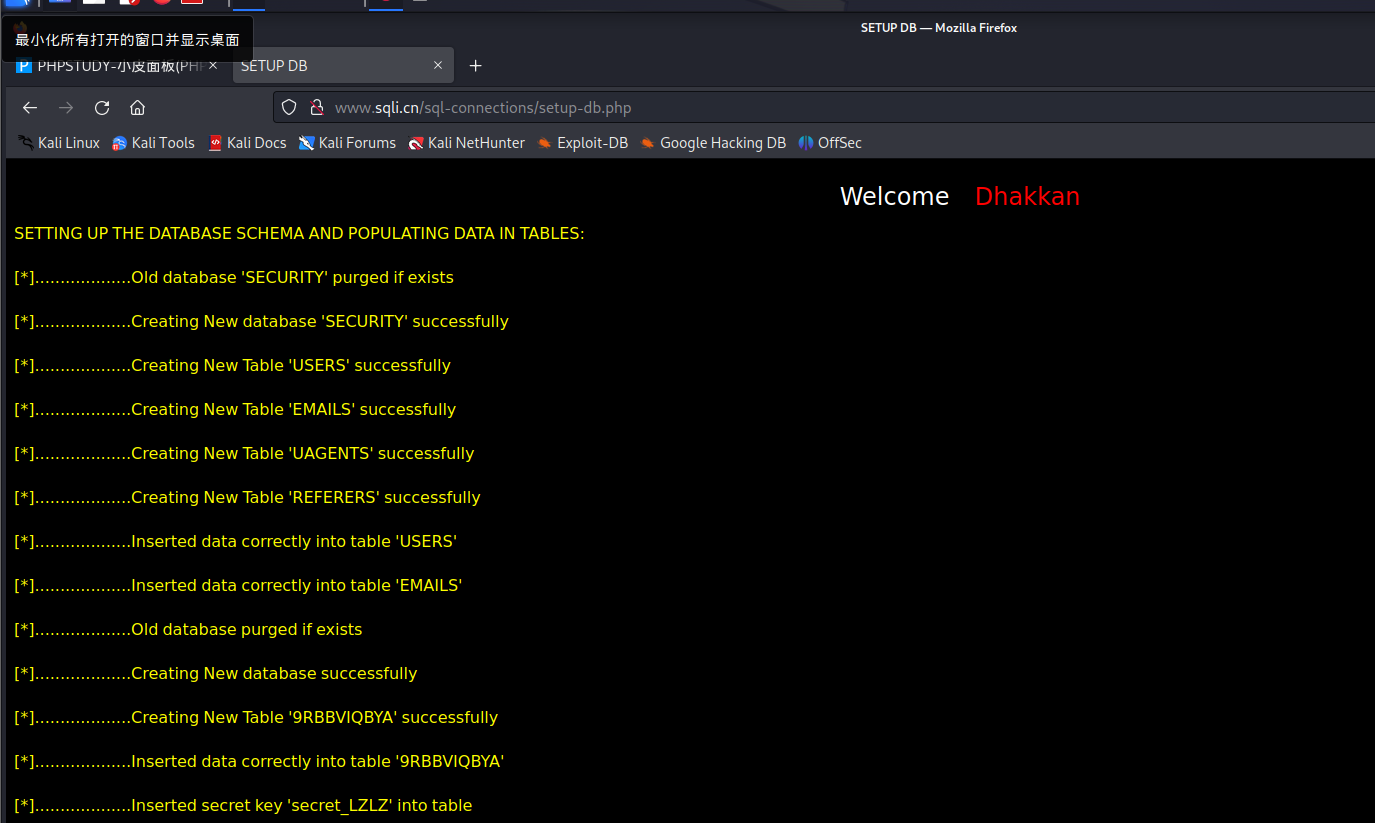 SETUP DB — Mozilla Firefox
最小化所有打开的窗口并显示桌面
PHPSTUDY-小皮面板(PHP
SETUP DB
www.sqli.cn/sql-connections/setup-db.php
Kali Linux Kali Tools Kali Docs Kali Forums Kali NetHunter Exploit-DB Google Hacking DB OffSec
Welcome Dhakkan
SETTING UP THE DATABASE SCHEMA AND POPULATING DATA IN TABLES:
[*]...................Old database 'SECURITY' purged if exists
[*]...................Creating New database 'SECURITY' successfully
[*]...................Creating New Table 'USERS' successfully
[*]...................Creating New Table 'EMAILS' successfully
[*]...................Creating New Table 'UAGENTS' successfully
[*]...................Creating New Table 'REFERERS' successfully
[*]...................Inserted data correctly into table 'USERS'
[*]...................Inserted data correctly into table 'EMAILS'
[*]...................Old database purged if exists
[*]...................Creating New database successfully
[*]...................Creating New Table '9RBBVIQBYA' successfully
[*]...................Inserted data correctly into table '9RBBVIQBYA'
[*]...................Inserted secret key 'secret_LZLZ' into table